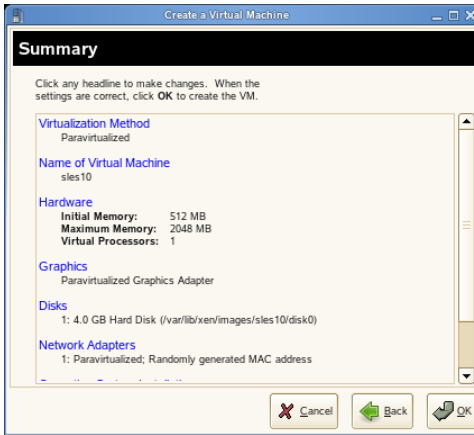 Create a Virtual Machine
Summary
Click any headline to make changes. When the
settings are correct, click OK to create the VM.
Virtualization Method
Paravirtualized
Name of Virtual Machine
sles10
Hardware
Initial Memory: 512 MB
Maximum Memory: 2048 MB
Virtual Processors: 1
Graphics
Paravirtualized Graphics Adapter
Disks
1: 4.0 GB Hard Disk (/var/lib/xen/images/sles10/disk0)
Network Adapters
1: Paravirtualized; Randomly generated MAC address
Cancel
Back
OK